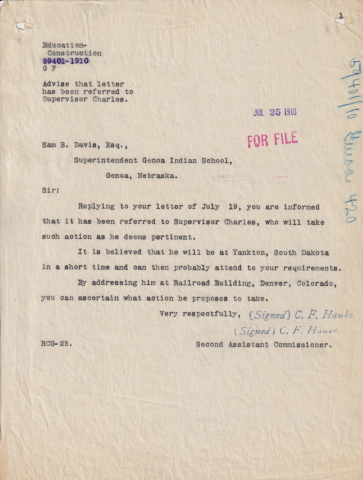 1
Education-
Construction
59401-1910
G F
Advise that letter
has been referred to
Supervisor Charles.
JUL 25 1910
FOR FILE
59401/10 Genoa 420
Sam B. Davis, Esq.,
Superintendent Genoa Indian School,
Genoa, Nebraska.
Sir:
Replying to your letter of July 19, you are informed
that it has been referred to Supervisor Charles, who will take
such action as he deems pertinent.
It is believed that he will be at Yankton, South Dakota
in a short time and can then probably attend to your requirements.
By addressing him at Railroad Building, Denver, Colorado,
you can ascertain what action he proposes to take.
Very respectfully, (Signed) C. F. Hauke.
(Signed) C. F. Hauke.
RCS-25. Second Assistant Commissioner.